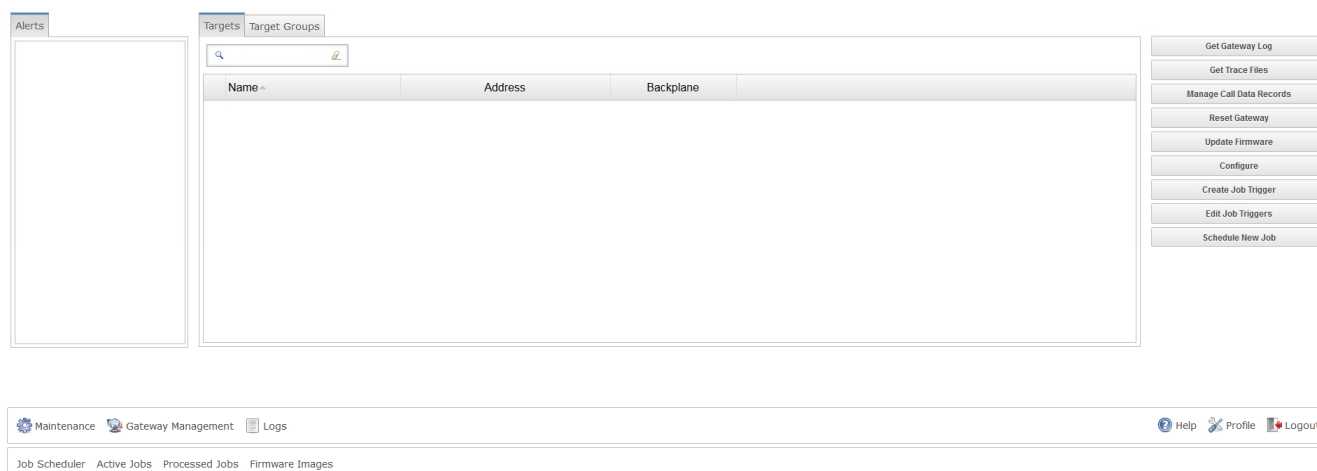 Alerts
Targets Target Groups
Name Address Backplane
Get Gateway Log
Get Trace Files
Manage Call Data Records
Reset Gateway
Update Firmware
Configure
Create Job Trigger
Edit Job Triggers
Schedule New Job
Maintenance Gateway Management Logs Help Profile Logout
Job Scheduler Active Jobs Processed Jobs Firmware Images